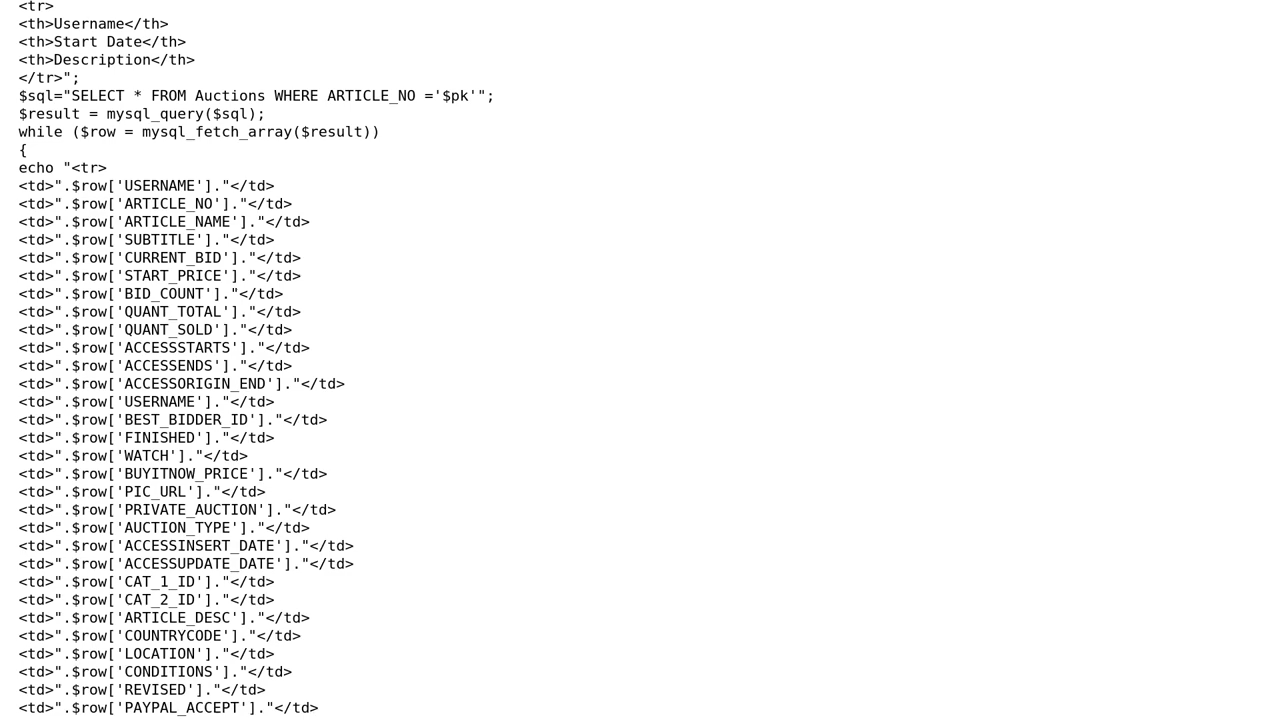 <tr>
<th>Username</th>
<th>Start Date</th>
<th>Description</th>
</tr>";
$sql="SELECT * FROM Auctions WHERE ARTICLE_NO ='$pk'";
$result = mysql_query($sql);
while ($row = mysql_fetch_array($result))
{
echo "<tr>
<td>".$row['USERNAME']."</td>
<td>".$row['ARTICLE_NO']."</td>
<td>".$row['ARTICLE_NAME']."</td>
<td>".$row['SUBTITLE']."</td>
<td>".$row['CURRENT_BID']."</td>
<td>".$row['START_PRICE']."</td>
<td>".$row['BID_COUNT']."</td>
<td>".$row['QUANT_TOTAL']."</td>
<td>".$row['QUANT_SOLD']."</td>
<td>".$row['ACCESSSTARTS']."</td>
<td>".$row['ACCESSENDS']."</td>
<td>".$row['ACCESSORIGIN_END']."</td>
<td>".$row['USERNAME']."</td>
<td>".$row['BEST_BIDDER_ID']."</td>
<td>".$row['FINISHED']."</td>
<td>".$row['WATCH']."</td>
<td>".$row['BUYITNOW_PRICE']."</td>
<td>".$row['PIC_URL']."</td>
<td>".$row['PRIVATE_AUCTION']."</td>
<td>".$row['AUCTION_TYPE']."</td>
<td>".$row['ACCESSINSERT_DATE']."</td>
<td>".$row['ACCESSUPDATE_DATE']."</td>
<td>".$row['CAT_1_ID']."</td>
<td>".$row['CAT_2_ID']."</td>
<td>".$row['ARTICLE_DESC']."</td>
<td>".$row['COUNTRYCODE']."</td>
<td>".$row['LOCATION']."</td>
<td>".$row['CONDITIONS']."</td>
<td>".$row['REVISED']."</td>
<td>".$row['PAYPAL_ACCEPT']."</td>